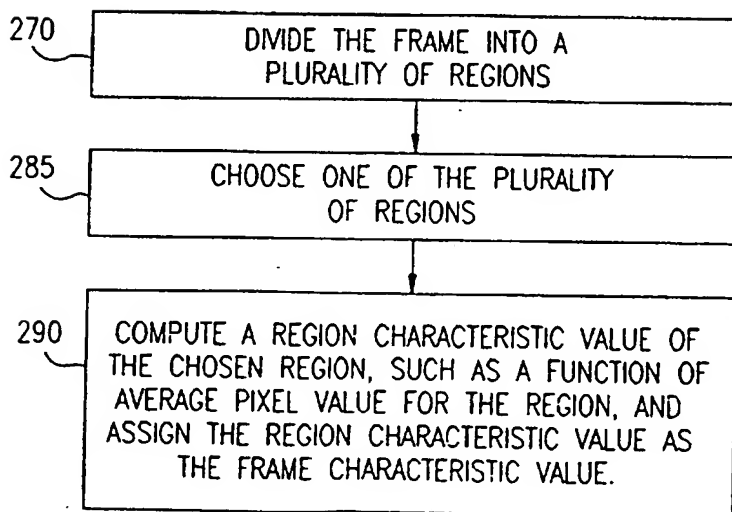 270
DIVIDE THE FRAME INTO A
PLURALITY OF REGIONS
285
CHOOSE ONE OF THE PLURALITY
OF REGIONS
290
COMPUTE A REGION CHARACTERISTIC VALUE OF
THE CHOSEN REGION, SUCH AS A FUNCTION OF
AVERAGE PIXEL VALUE FOR THE REGION, AND
ASSIGN THE REGION CHARACTERISTIC VALUE AS
THE FRAME CHARACTERISTIC VALUE.